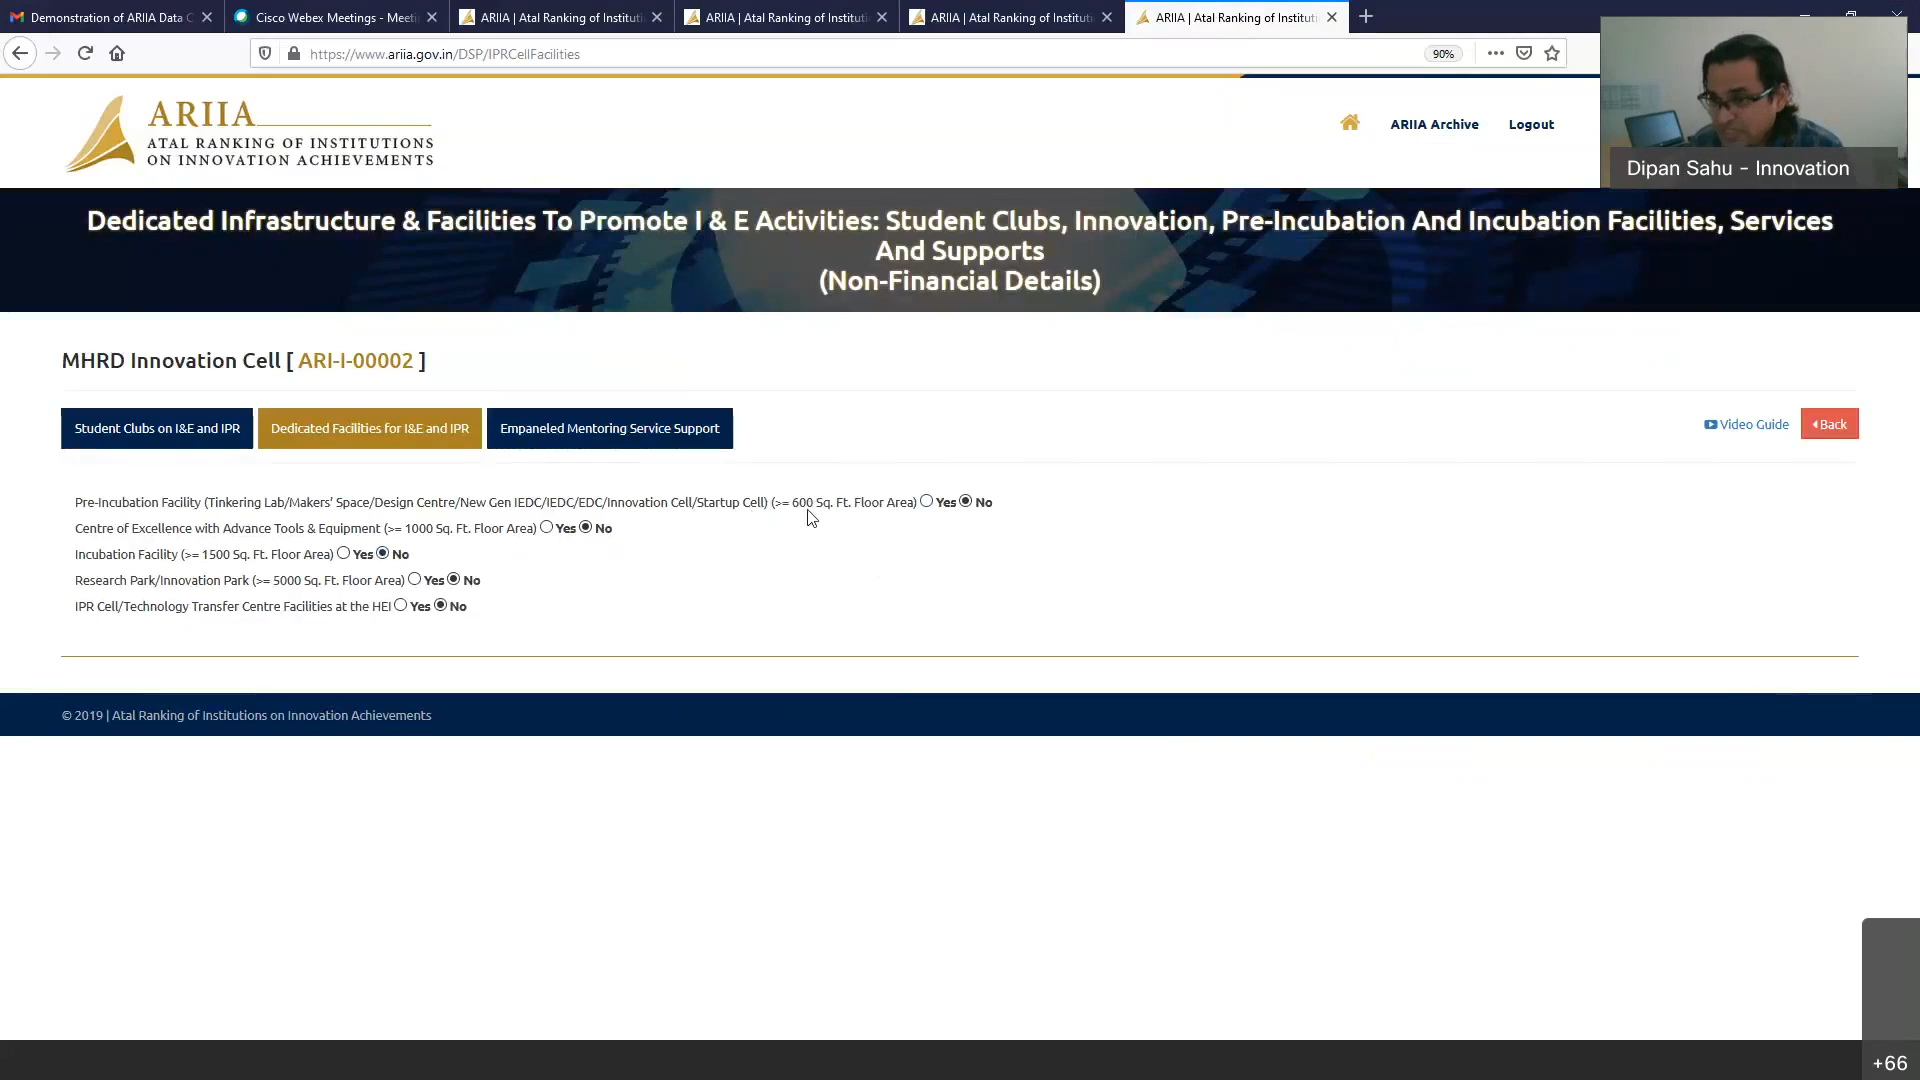 Demonstration of ARIIA Data C
Cisco Webex Meetings - Meeti
ARIIA | Atal Ranking of Instituti
ARIIA | Atal Ranking of Instituti
ARIIA | Atal Ranking of Instituti
ARIIA | Atal Ranking of Instituti
https://www.ariia.gov.in/DSP/IPRCellFacilities
90%
ARIIA
ATAL RANKING OF INSTITUTIONS
ON INNOVATION ACHIEVEMENTS
ARIIA Archive
Logout
Dipan Sahu - Innovation
Dedicated Infrastructure & Facilities To Promote I & E Activities: Student Clubs, Innovation, Pre-Incubation And Incubation Facilities, Services
And Supports
(Non-Financial Details)
MHRD Innovation Cell [ ARI-I-00002 ]
Student Clubs on I&E and IPR
Dedicated Facilities for I&E and IPR
Empaneled Mentoring Service Support
Video Guide
Back
Pre-Incubation Facility (Tinkering Lab/Makers' Space/Design Centre/New Gen IEDC/IEDC/EDC/Innovation Cell/Startup Cell) (>= 600 Sq. Ft. Floor Area) Yes No
Centre of Excellence with Advance Tools & Equipment (>= 1000 Sq. Ft. Floor Area) Yes No
Incubation Facility (>= 1500 Sq. Ft. Floor Area) Yes No
Research Park/Innovation Park (>= 5000 Sq. Ft. Floor Area) Yes No
IPR Cell/Technology Transfer Centre Facilities at the HEI Yes No
© 2019 | Atal Ranking of Institutions on Innovation Achievements
+66